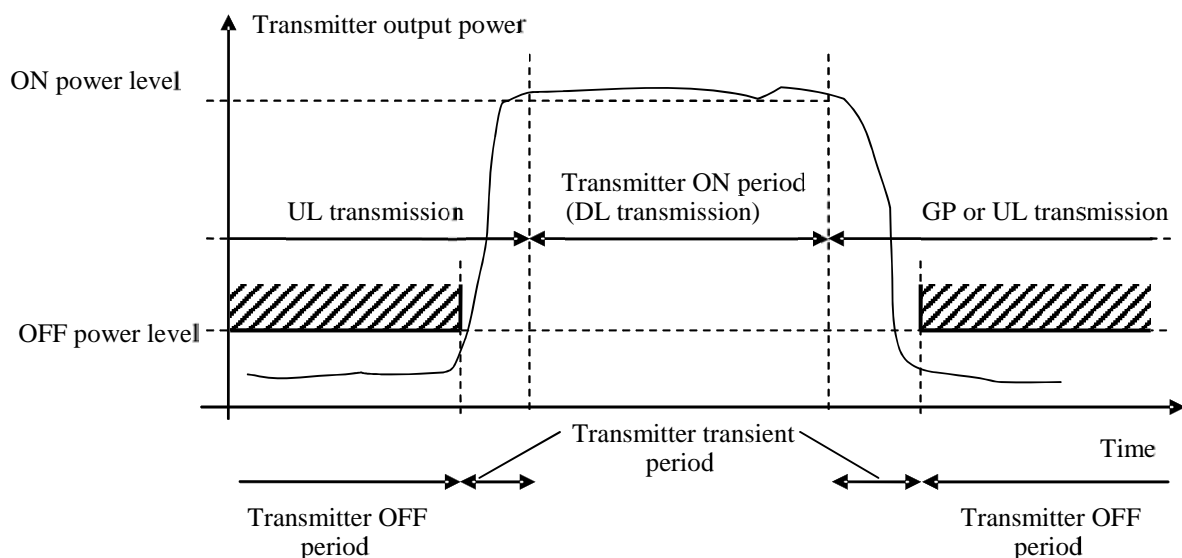 Transmitter output power
ON power level
Transmitter ON period
(DL transmission)
UL transmission
GP or UL transmission
OFF power level
Transmitter transient
period
Time
Transmitter OFF
period
Transmitter OFF
period